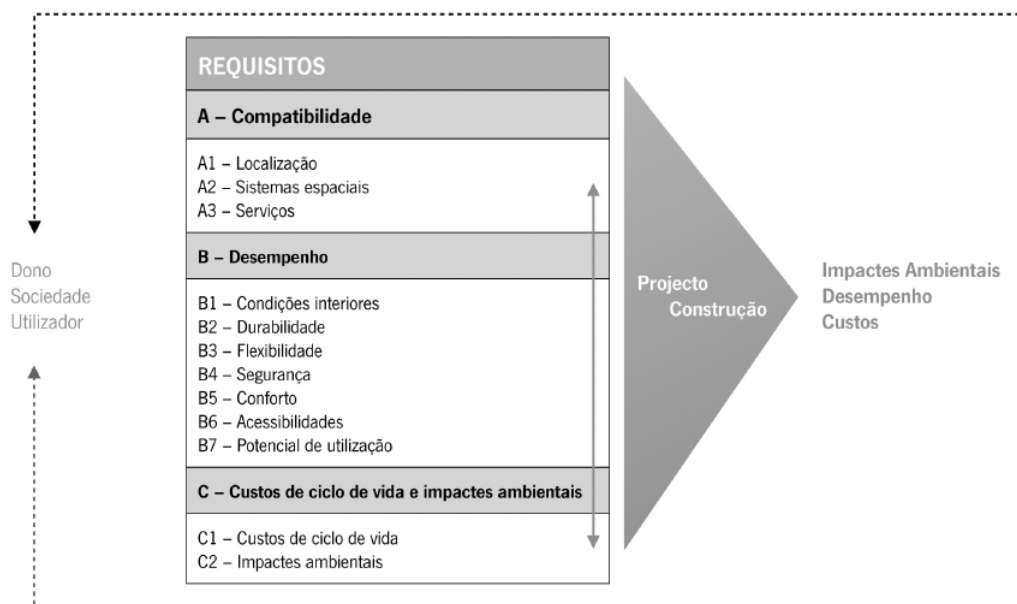 REQUISITOS
A – Compatibilidade
A1 – Localização
A2 – Sistemas espaciais
A3 – Serviços
B – Desempenho
B1 – Condições interiores
B2 – Durabilidade
B3 – Flexibilidade
B4 – Segurança
B5 – Conforto
B6 – Acessibilidades
B7 – Potencial de utilização
C – Custos de ciclo de vida e impactes ambientais
C1 – Custos de ciclo de vida
C2 – Impactes ambientais
Dono
Sociedade
Utilizador
Projecto
Construção
Impactes Ambientais
Desempenho
Custos